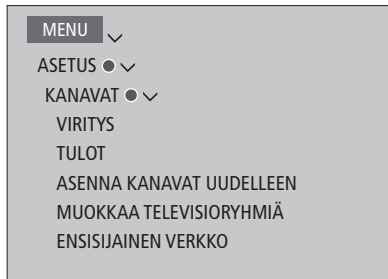 MENU
ASETUS
KANAVAT
VIRITYS
TULOT
ASENNA KANAVAT UUDELLEEN
MUOKKAA TELEVISIORYHMIÄ
ENSISIJAINEN VERKKO